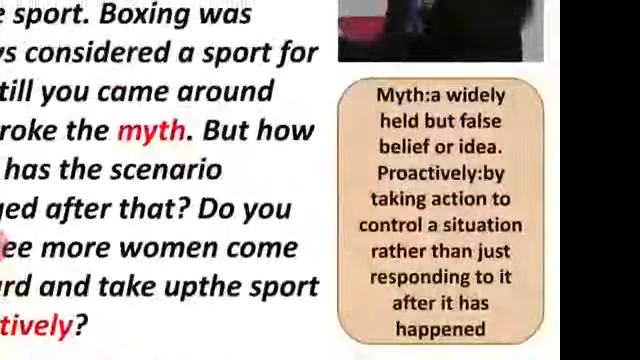 e sport. Boxing was
s considered a sport for
till you came around
roke the myth. But how
has the scenario
ged after that? Do you
ee more women come
rd and take upthe sport
tively?
Myth:a widely
held but false
belief or idea.
Proactively:by
taking action to
control a situation
rather than just
responding to it
after it has
happened